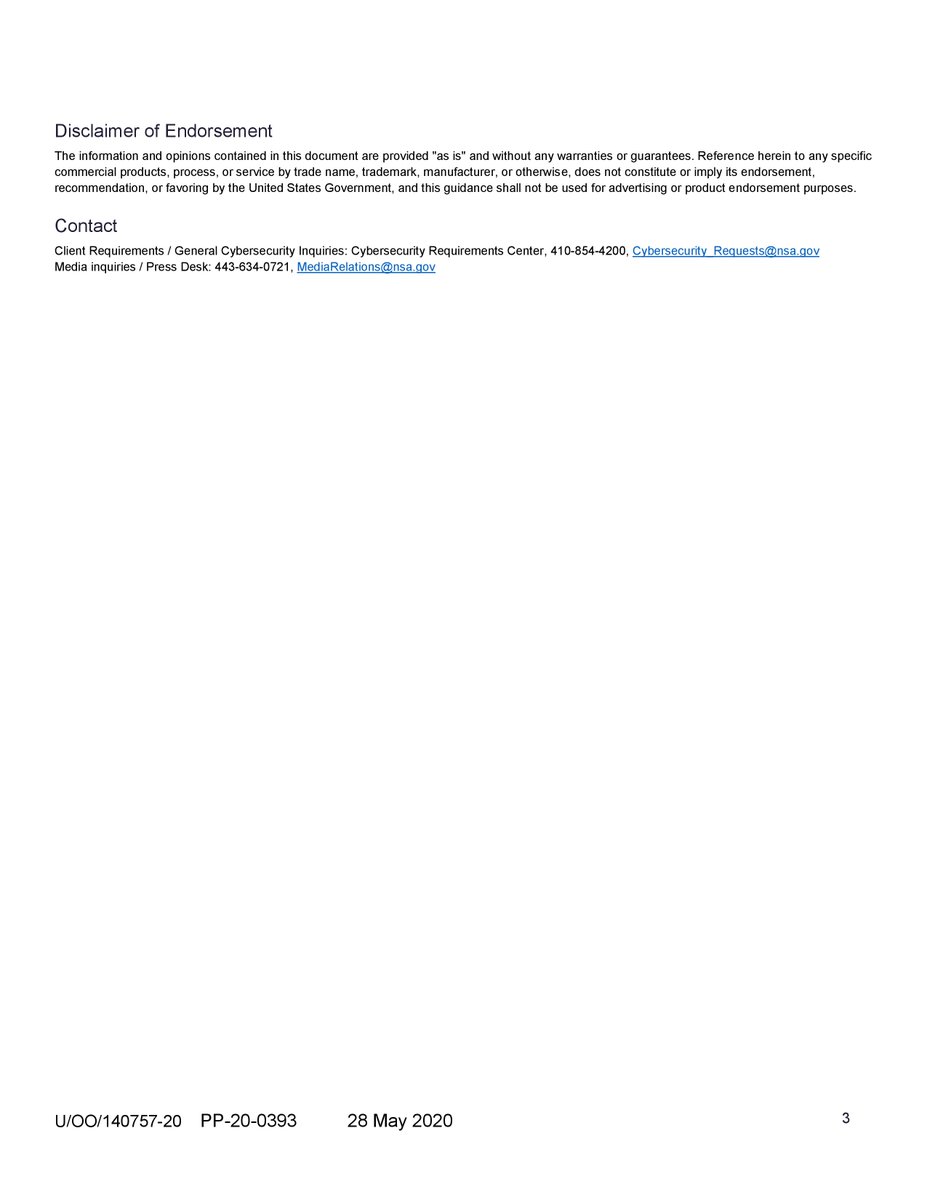 Disclaimer of Endorsement
The information and opinions contained in this document are provided "as is" and without any warranties or guarantees. Reference herein to any specific
commercial products, process, or service by trade name, trademark, manufacturer, or otherwise, does not constitute or imply its endorsement,
recommendation, or favoring by the United States Government, and this guidance shall not be used for advertising or product endorsement purposes.
Contact
Client Requirements / General Cybersecurity Inquiries: Cybersecurity Requirements Center, 410-854-4200, Cybersecurity_Requests@nsa.gov
Media inquiries / Press Desk: 443-634-0721, MediaRelations@nsa.gov
U/OO/140757-20 PP-20-0393 28 May 2020 3